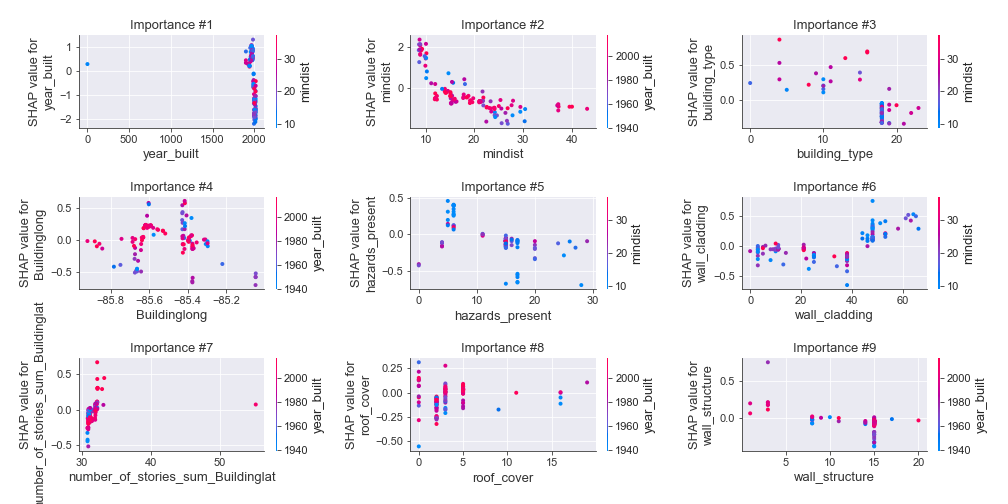 Importance #1
SHAP value for
year_built
1
0
−1
−2
0
500
1000
1500
2000
year_built
30
20
10
mindist
Importance #2
SHAP value for
mindist
2
0
10
20
30
40
mindist
2000
1980
1960
1940
year_built
Importance #3
SHAP value for
building_type
0.5
0.0
0
10
20
building_type
30
20
10
mindist
Importance #4
SHAP value for
Buildinglong
0.5
0.0
−0.5
−85.8
−85.6
−85.4
−85.2
Buildinglong
2000
1980
1960
1940
year_built
Importance #5
SHAP value for
hazards_present
0.5
0.0
−0.5
0
10
20
30
hazards_present
30
20
10
mindist
Importance #6
SHAP value for
wall_cladding
0.5
0.0
−0.5
0
20
40
60
wall_cladding
30
20
10
mindist
Importance #7
SHAP value for
number_of_stories_sum_Buildinglat
0.5
0.0
−0.5
30
40
50
number_of_stories_sum_Buildinglat
2000
1980
1960
1940
year_built
Importance #8
SHAP value for
roof_cover
0.25
0.00
−0.25
−0.50
0
5
10
15
roof_cover
2000
1980
1960
1940
year_built
Importance #9
SHAP value for
wall_structure
0.5
0.0
5
10
15
20
wall_structure
2000
1980
1960
1940
year_built